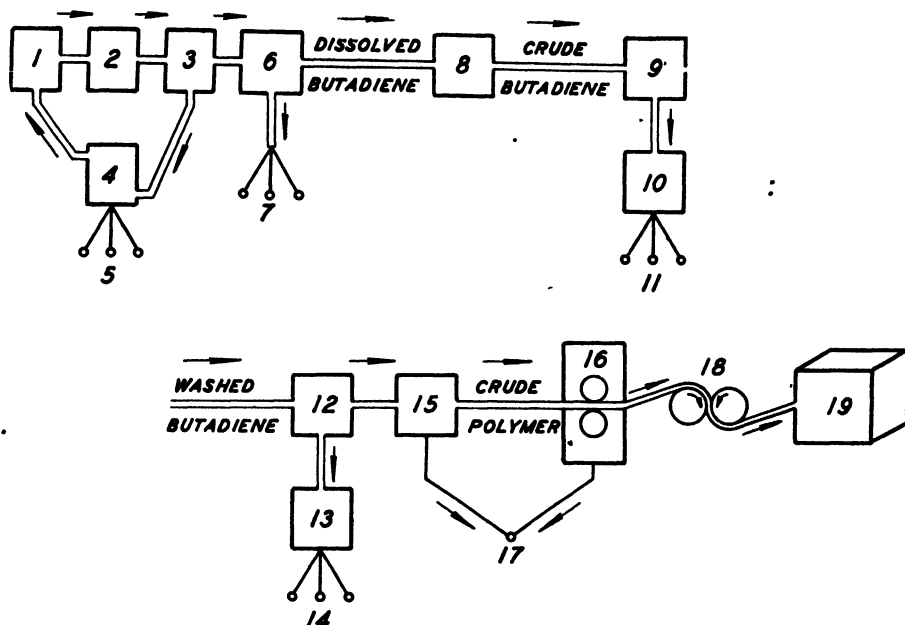 1 2 3 6 DISSOLVED BUTADIENE 8 CRUDE BUTADIENE 9
4 10
5 7 11
WASHED BUTADIENE 12 15 CRUDE POLYMER 16 18 19
13 17
14